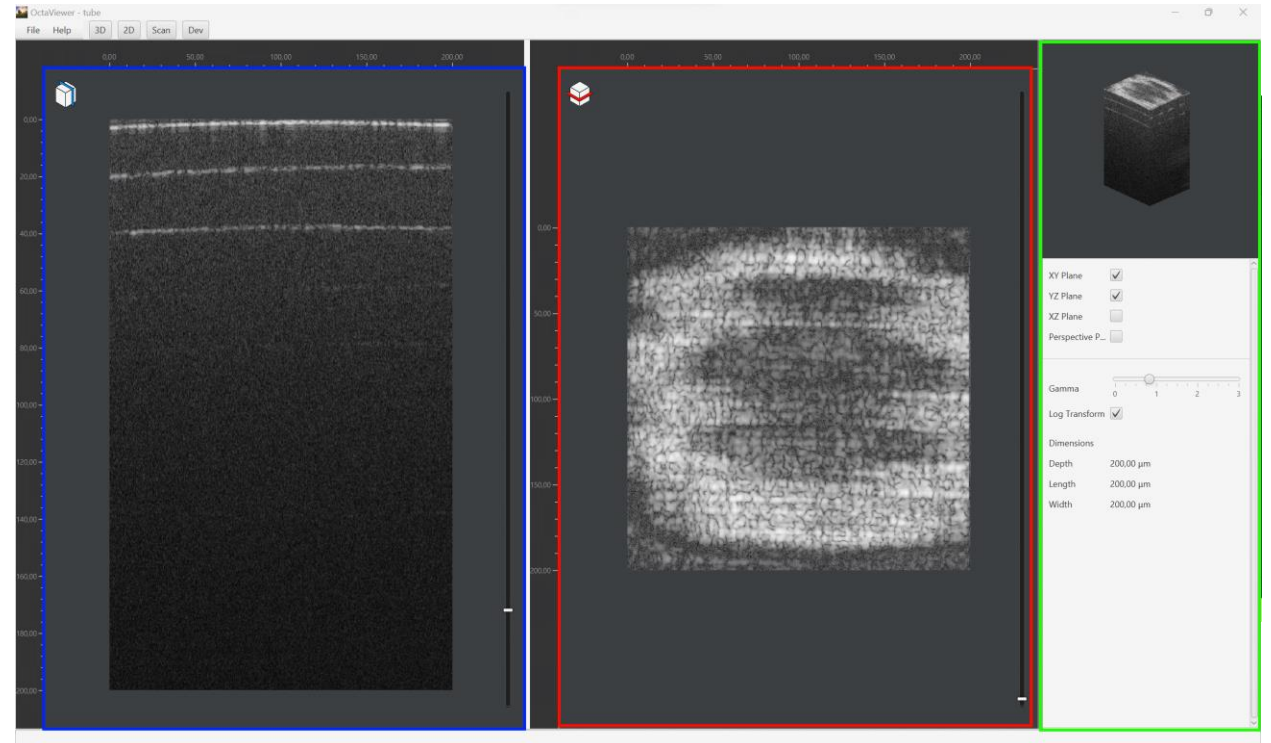 OctaViewer - tube
File Help 3D 2D Scan Dev
0,00 50,00 100,00 150,00 200,00
0,00
20,00
40,00
60,00
80,00
100,00
120,00
140,00
160,00
180,00
200,00
0,00 50,00 100,00 150,00 200,00
0,00
50,00
100,00
150,00
200,00
XY Plane
YZ Plane
XZ Plane
Perspective P...
Gamma
0 1 2 3
Log Transform
Dimensions
Depth 200,00 µm
Length 200,00 µm
Width 200,00 µm